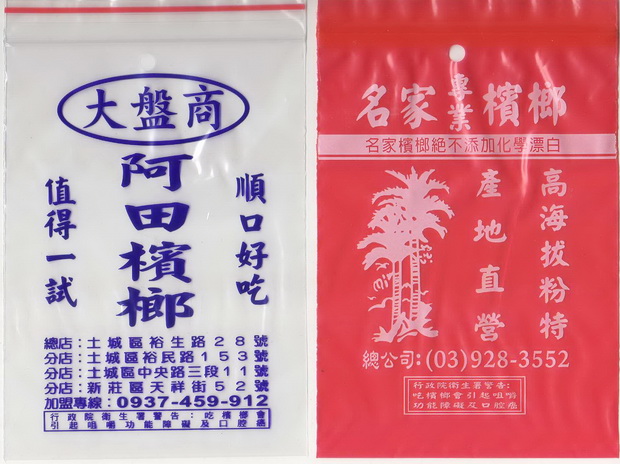 大盤商
順口好吃
阿田檳榔
值得一試
總店：土城區裕生路28號
分店：土城區裕民路153號
分店：土城區中央路三段11號
分店：新莊區天祥街52號
加盟專線：0937-459-912
行政院衛生署警告：吃檳榔會
引起咀嚼功能障礙及口腔癌
名家專業檳榔
名家檳榔絕不添加化學漂白
高海拔粉特
產地直營
總公司:(03)928-3552
行政院衛生署警告:
吃檳榔會引起咀嚼
功能障礙及口腔癌